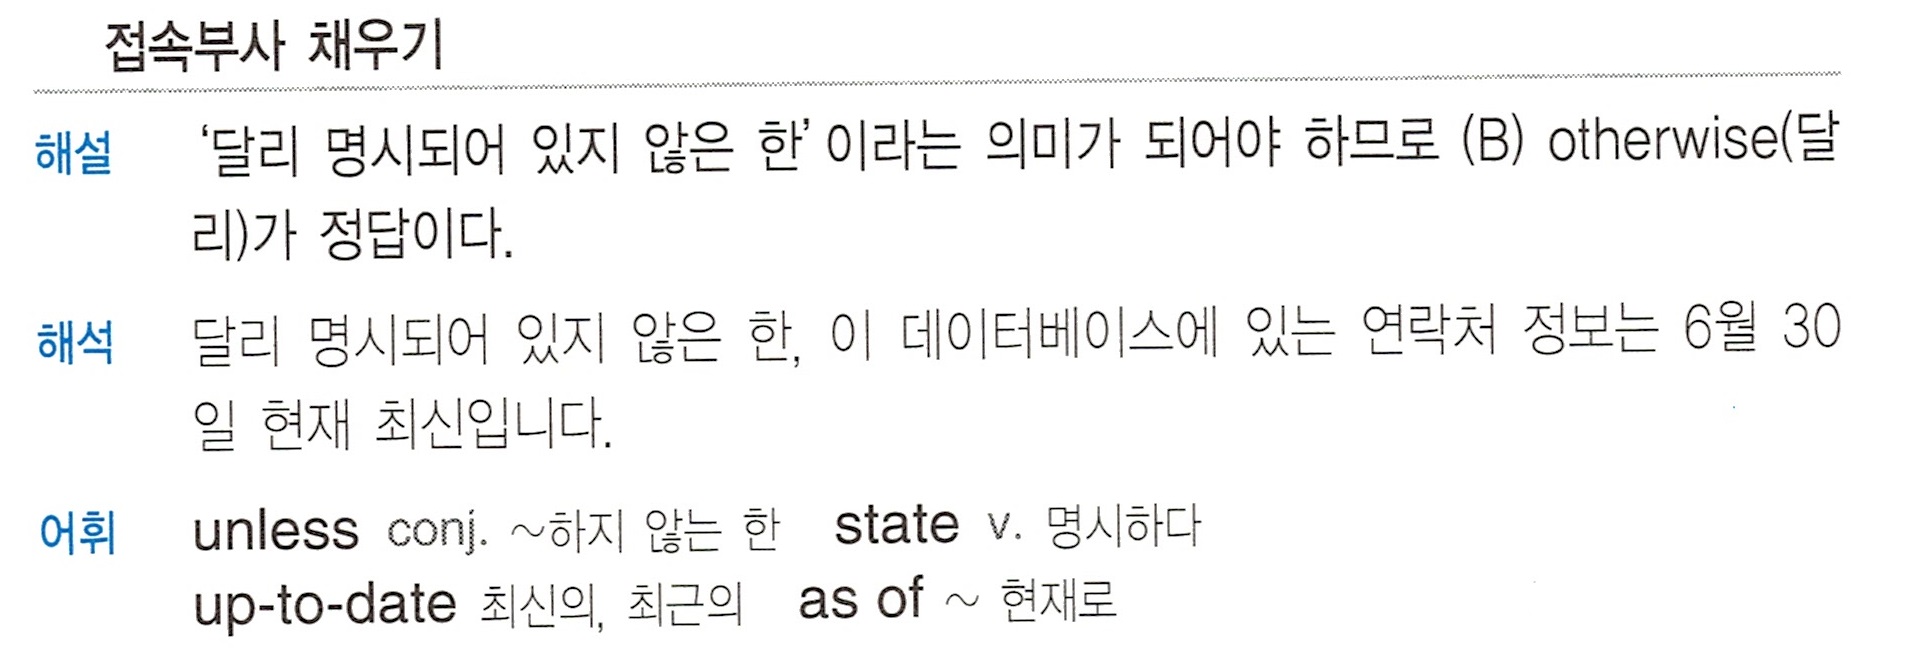 접속부사 채우기
해설 ‘달리 명시되어 있지 않은 한’이라는 의미가 되어야 하므로 (B) otherwise(달
리)가 정답이다.
해석 달리 명시되어 있지 않은 한, 이 데이터베이스에 있는 연락처 정보는 6월 30
일 현재 최신입니다.
어휘 unless conj. ~하지 않는 한 state v. 명시하다
up-to-date 최신의, 최근의 as of ~ 현재로